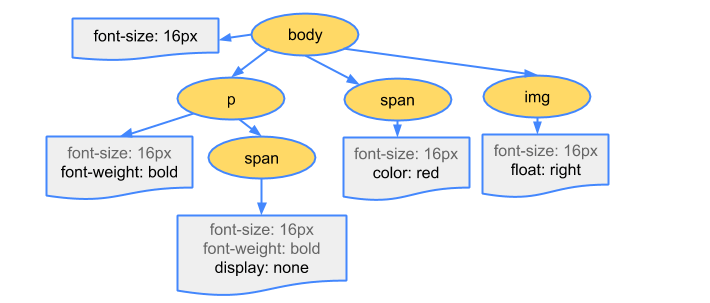 font-size: 16px
body
p
span
img
font-size: 16px
font-weight: bold
span
font-size: 16px
color: red
font-size: 16px
float: right
font-size: 16px
font-weight: bold
display: none